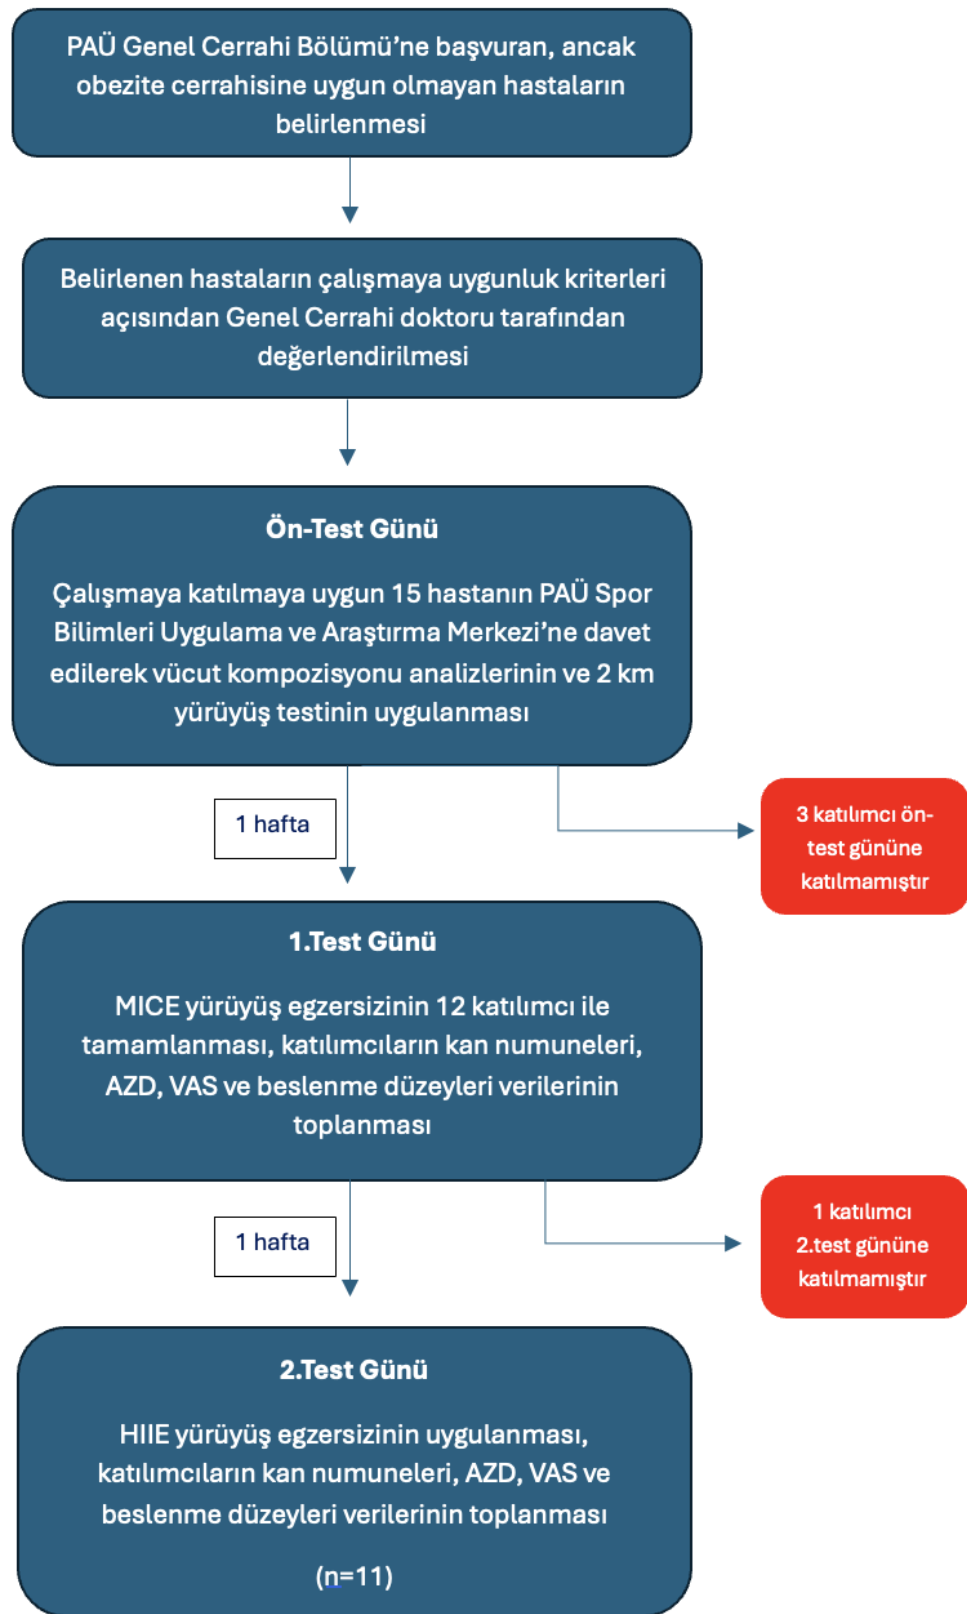 PAÜ Genel Cerrahi Bölümü’ne başvuran, ancak
obezite cerrahisine uygun olmayan hastaların
belirlenmesi
Belirlenen hastaların çalışmaya uygunluk kriterleri
açısından Genel Cerrahi doktoru tarafından
değerlendirilmesi
Ön-Test Günü
Çalışmaya katılmaya uygun 15 hastanın PAÜ Spor
Bilimleri Uygulama ve Araştırma Merkezi’ne davet
edilerek vücut kompozisyonu analizlerinin ve 2 km
yürüyüş testinin uygulanması
1 hafta
3 katılımcı ön-
test gününe
katılmamıştır
1.Test Günü
MICE yürüyüş egzersizinin 12 katılımcı ile
tamamlanması, katılımcıların kan numuneleri,
AZD, VAS ve beslenme düzeyleri verilerinin
toplanması
1 hafta
1 katılımcı
2.test gününe
katılmamıştır
2.Test Günü
HIIE yürüyüş egzersizinin uygulanması,
katılımcıların kan numuneleri, AZD, VAS ve
beslenme düzeyleri verilerinin toplanması
(n=11)